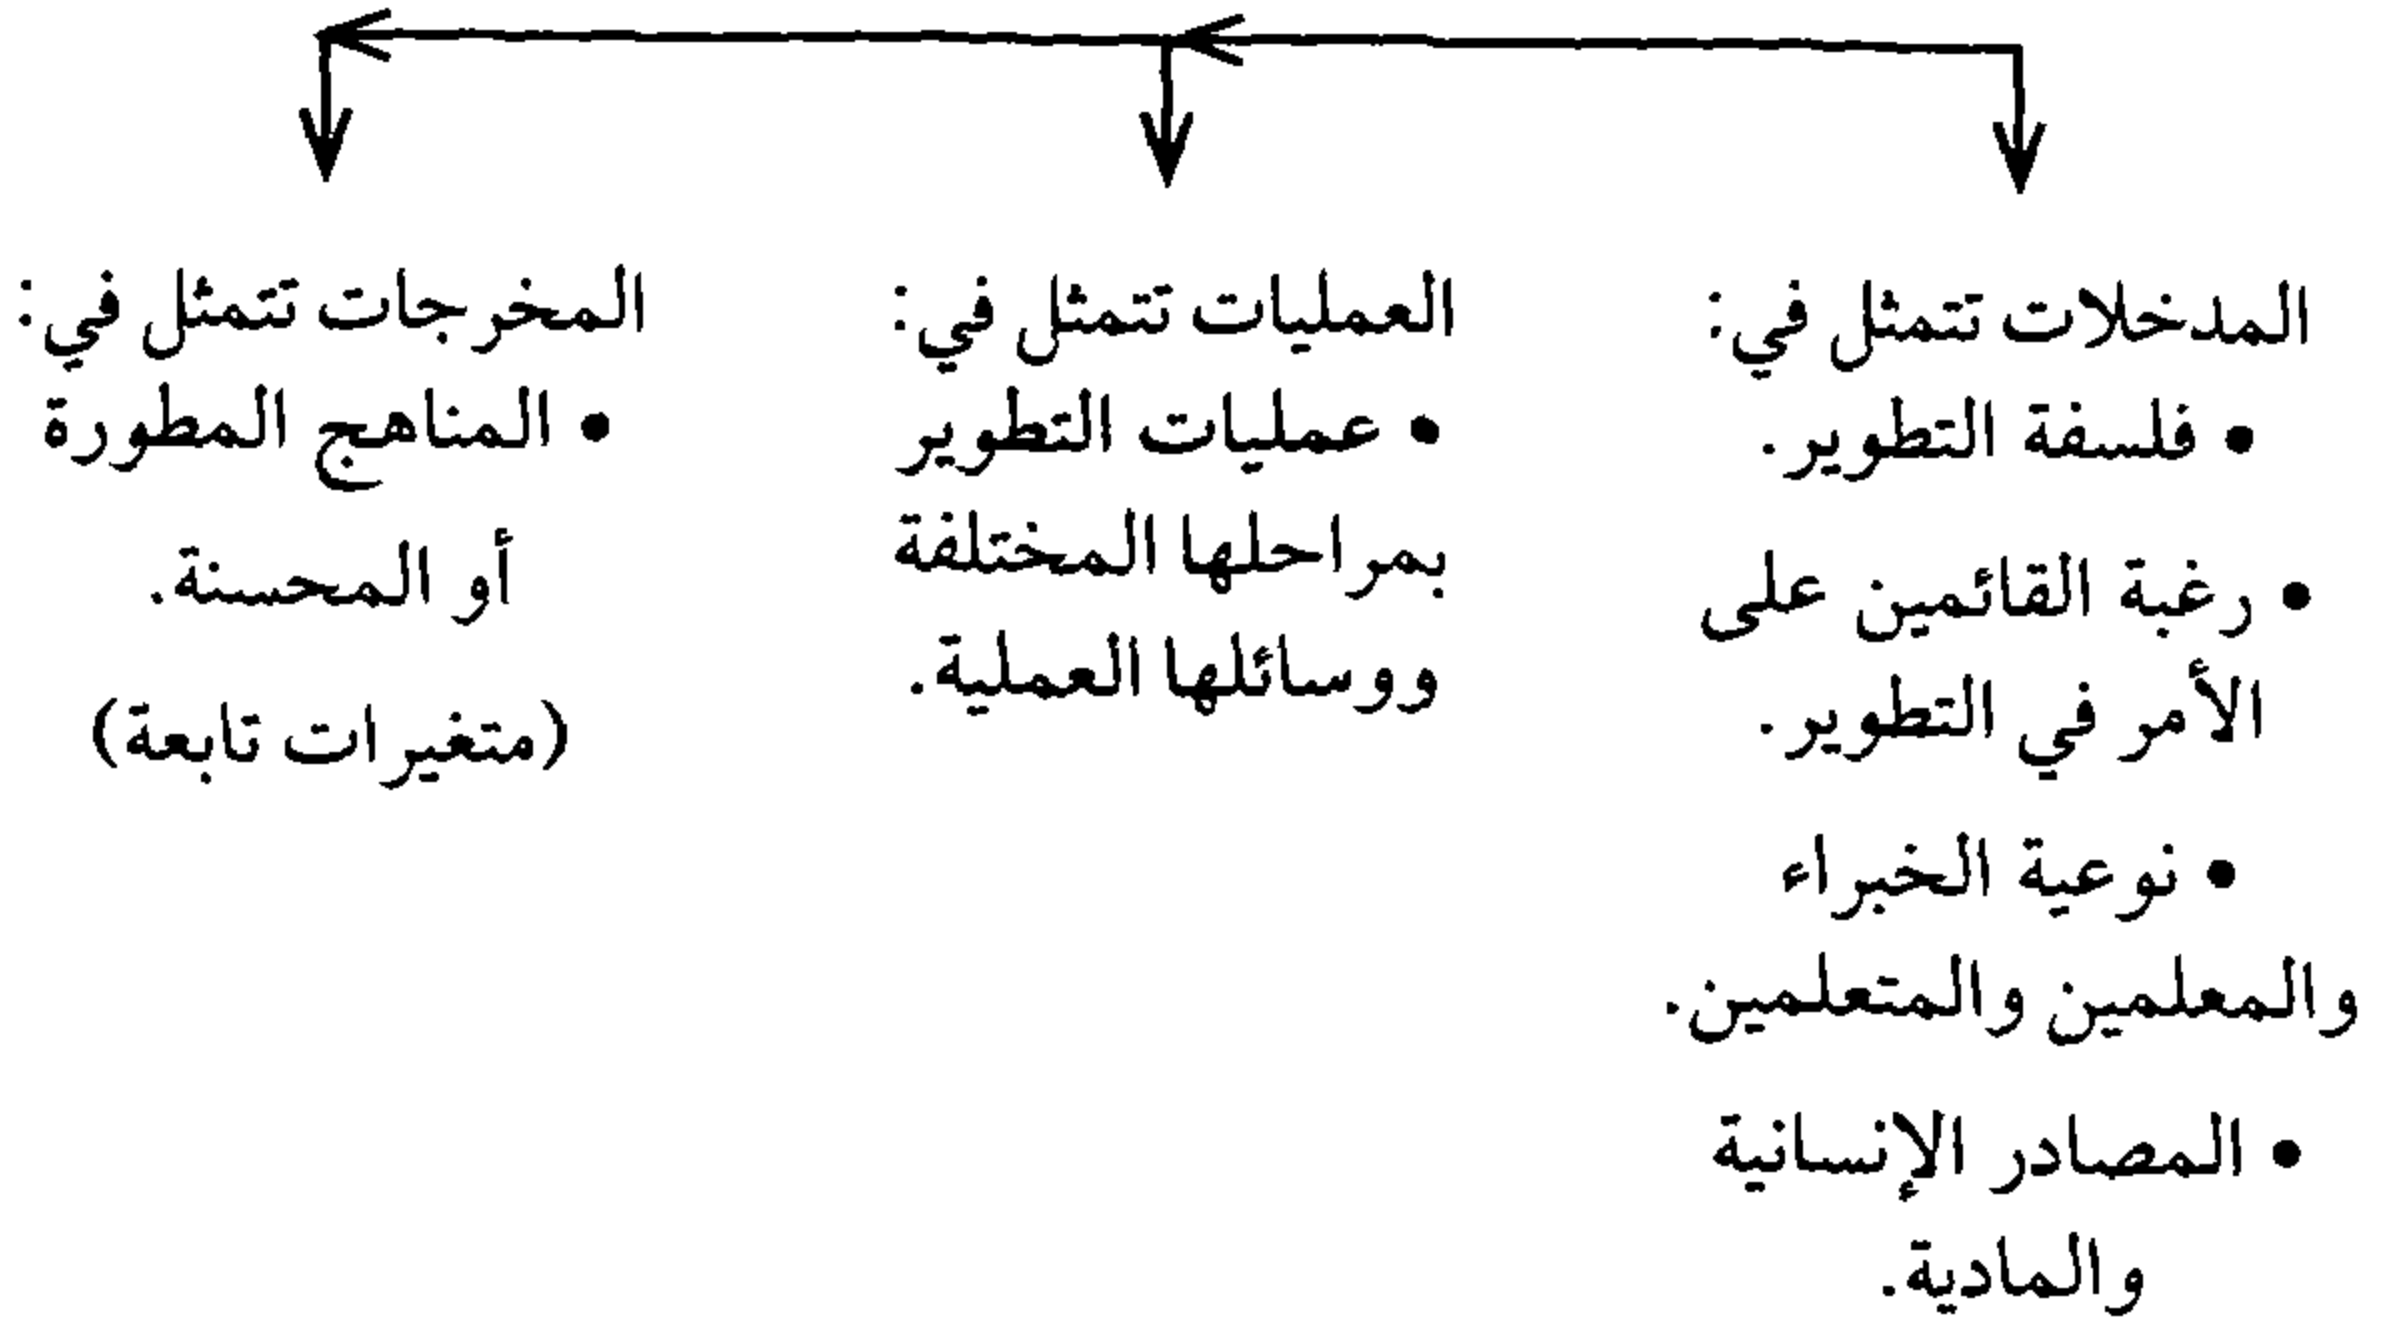 المدخلات تتمثل في:
• فلسفة التطوير.
• رغبة القائمين على
الأمر في التطوير.
• نوعية الخبراء
والمعلمين والمتعلمين.
• المصادر الإنسانية
والمادية.
العمليات تتمثل في:
• عمليات التطوير
بمراحلها المختلفة
ووسائلها العملية.
المخرجات تتمثل في:
• المناهج المطورة
أو المحسنة.
(متغيرات تابعة)